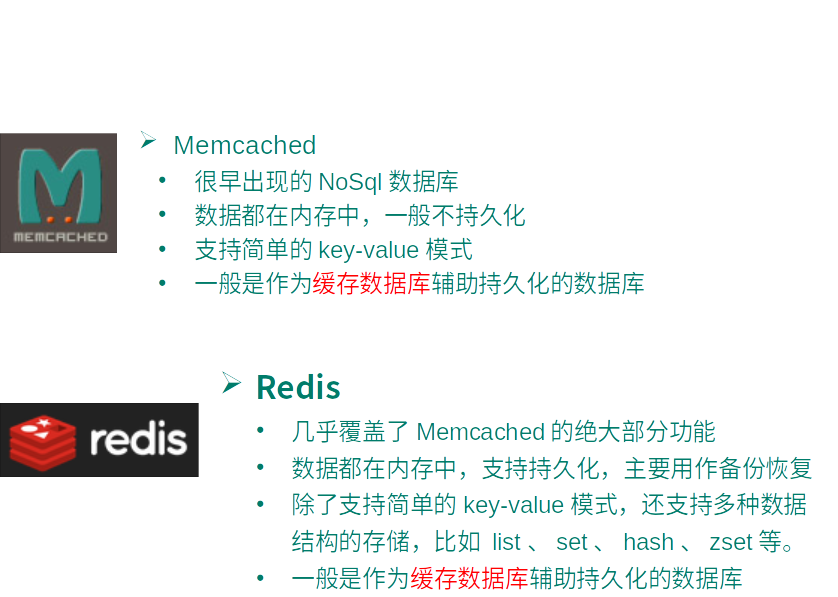 Memcached
很早出现的 NoSql 数据库
数据都在内存中，一般不持久化
支持简单的 key-value 模式
一般是作为缓存数据库辅助持久化的数据库
MEMCACHED
Redis
几乎覆盖了 Memcached 的绝大部分功能
数据都在内存中，支持持久化，主要用作备份恢复
除了支持简单的 key-value 模式，还支持多种数据
结构的存储，比如 list 、 set 、 hash 、 zset 等。
一般是作为缓存数据库辅助持久化的数据库
redis